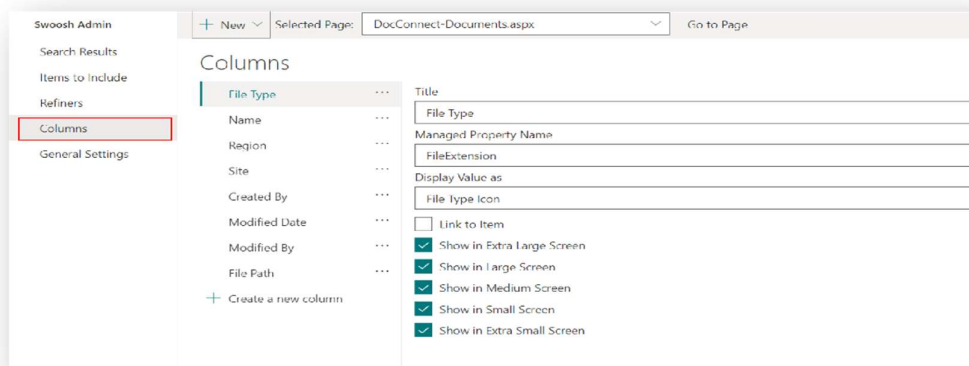 Swoosh Admin
Search Results
Items to Include
Refiners
Columns
General Settings
New
Selected Page:
DocConnect-Documents.aspx
Go to Page
Columns
File Type
Name
Region
Site
Created By
Modified Date
Modified By
File Path
Create a new column
Title
File Type
Managed Property Name
FileExtension
Display Value as
File Type Icon
Link to Item
Show in Extra Large Screen
Show in Large Screen
Show in Medium Screen
Show in Small Screen
Show in Extra Small Screen